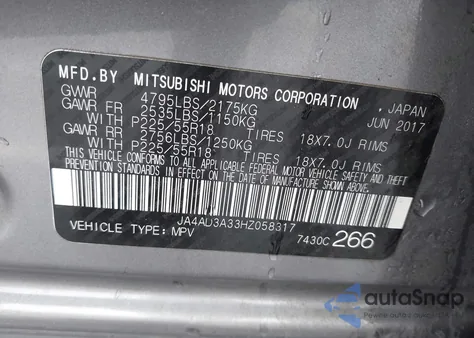 MFD.BY MITSUBISHI MOTORS CORPORATION, JAPAN
GVWR 4795LBS/2175KG JUN 2017
GAWR FR 2535LBS/1150KG
WITH P225/55R18 TIRES 18X7.0J RIMS
GAWR RR 2756LBS/1250KG
WITH P225/55R18 TIRES 18X7.0J RIMS
THIS VEHICLE CONFORMS TO ALL APPLICABLE FEDERAL MOTOR VEHICLE SAFETY, BUMPER AND THEFT
PREVENTION STANDARDS IN EFFECT ON THE DATE OF MANUFACTURE SHOWN ABOVE.
JA4AD3A33HZ058317 7430C 266
VEHICLE TYPE: MPV
autoSnap